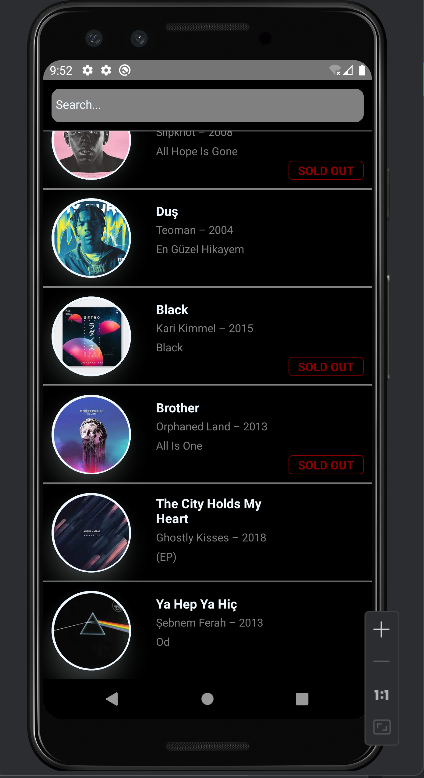 9:52
Search...
Slipknot – 2008
All Hope Is Gone
SOLD OUT
Duş
Teoman – 2004
En Güzel Hikayem
Black
Kari Kimmel – 2015
Black
SOLD OUT
Brother
Orphaned Land – 2013
All Is One
SOLD OUT
The City Holds My
Heart
Ghostly Kisses – 2018
(EP)
Ya Hep Ya Hiç
Şebnem Ferah – 2013
Od
1:1